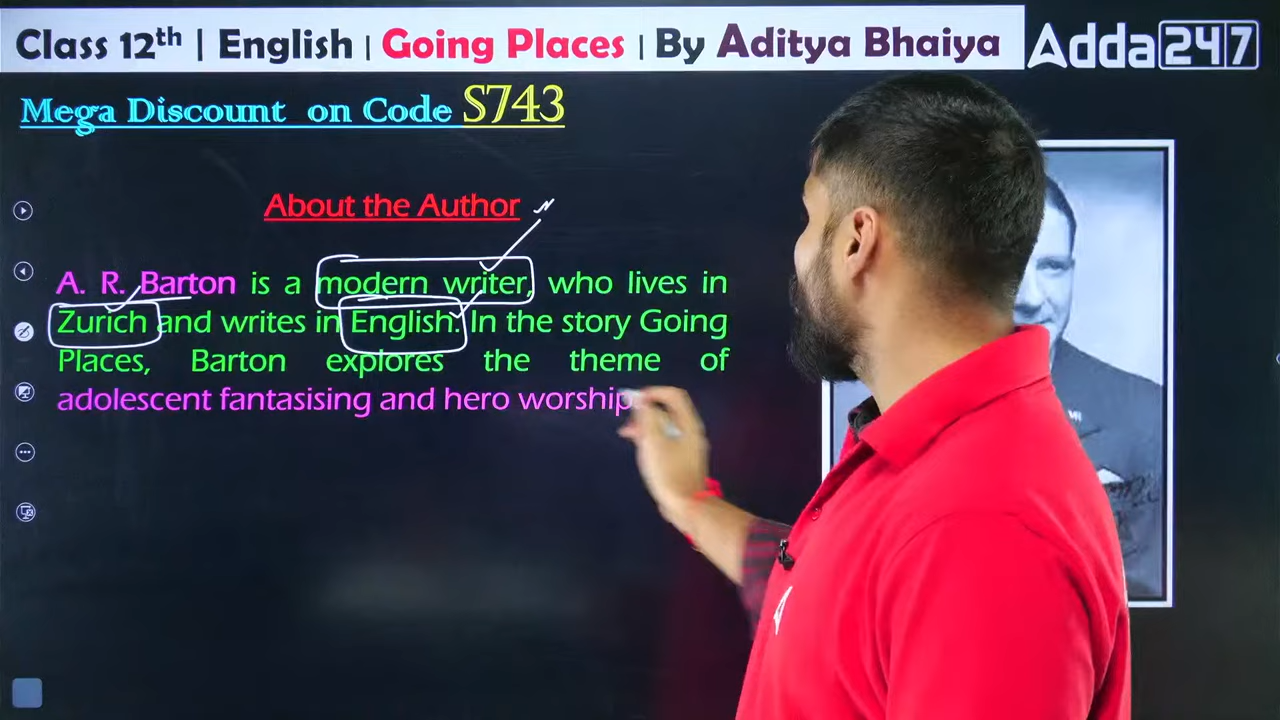 Class 12th | English | Going Places | By Aditya Bhaiya
Adda247
Mega Discount on Code S743
About the Author
A. R. Barton is a modern writer, who lives in
Zurich and writes in English. In the story Going
Places, Barton explores the theme of
adolescent fantasising and hero worship